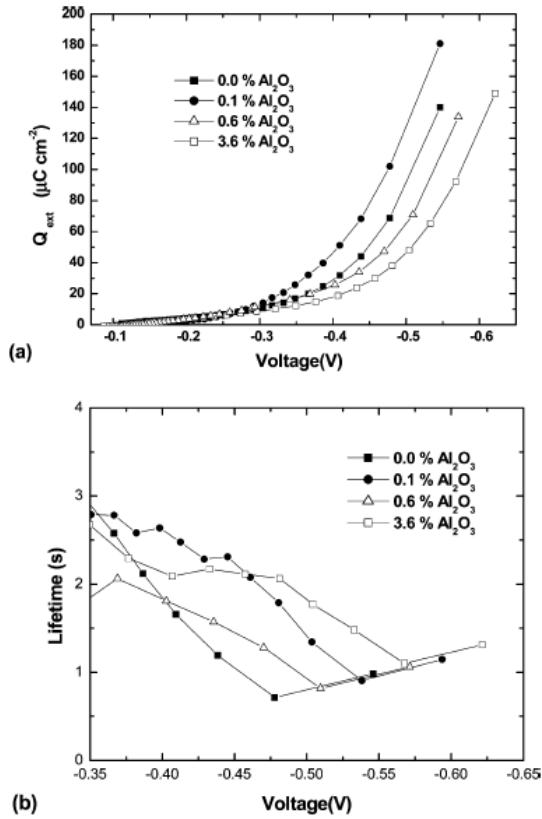 200
180
160
140
120
100
80
60
40
20
0
Q_ext (μC cm⁻²)
0.0 % Al₂O₃
0.1 % Al₂O₃
0.6 % Al₂O₃
3.6 % Al₂O₃
-0.1 -0.2 -0.3 -0.4 -0.5 -0.6
Voltage(V)
(a)
4
3
2
1
0
Lifetime (s)
0.0 % Al₂O₃
0.1 % Al₂O₃
0.6 % Al₂O₃
3.6 % Al₂O₃
-0.35 -0.40 -0.45 -0.50 -0.55 -0.60 -0.65
Voltage(V)
(b)